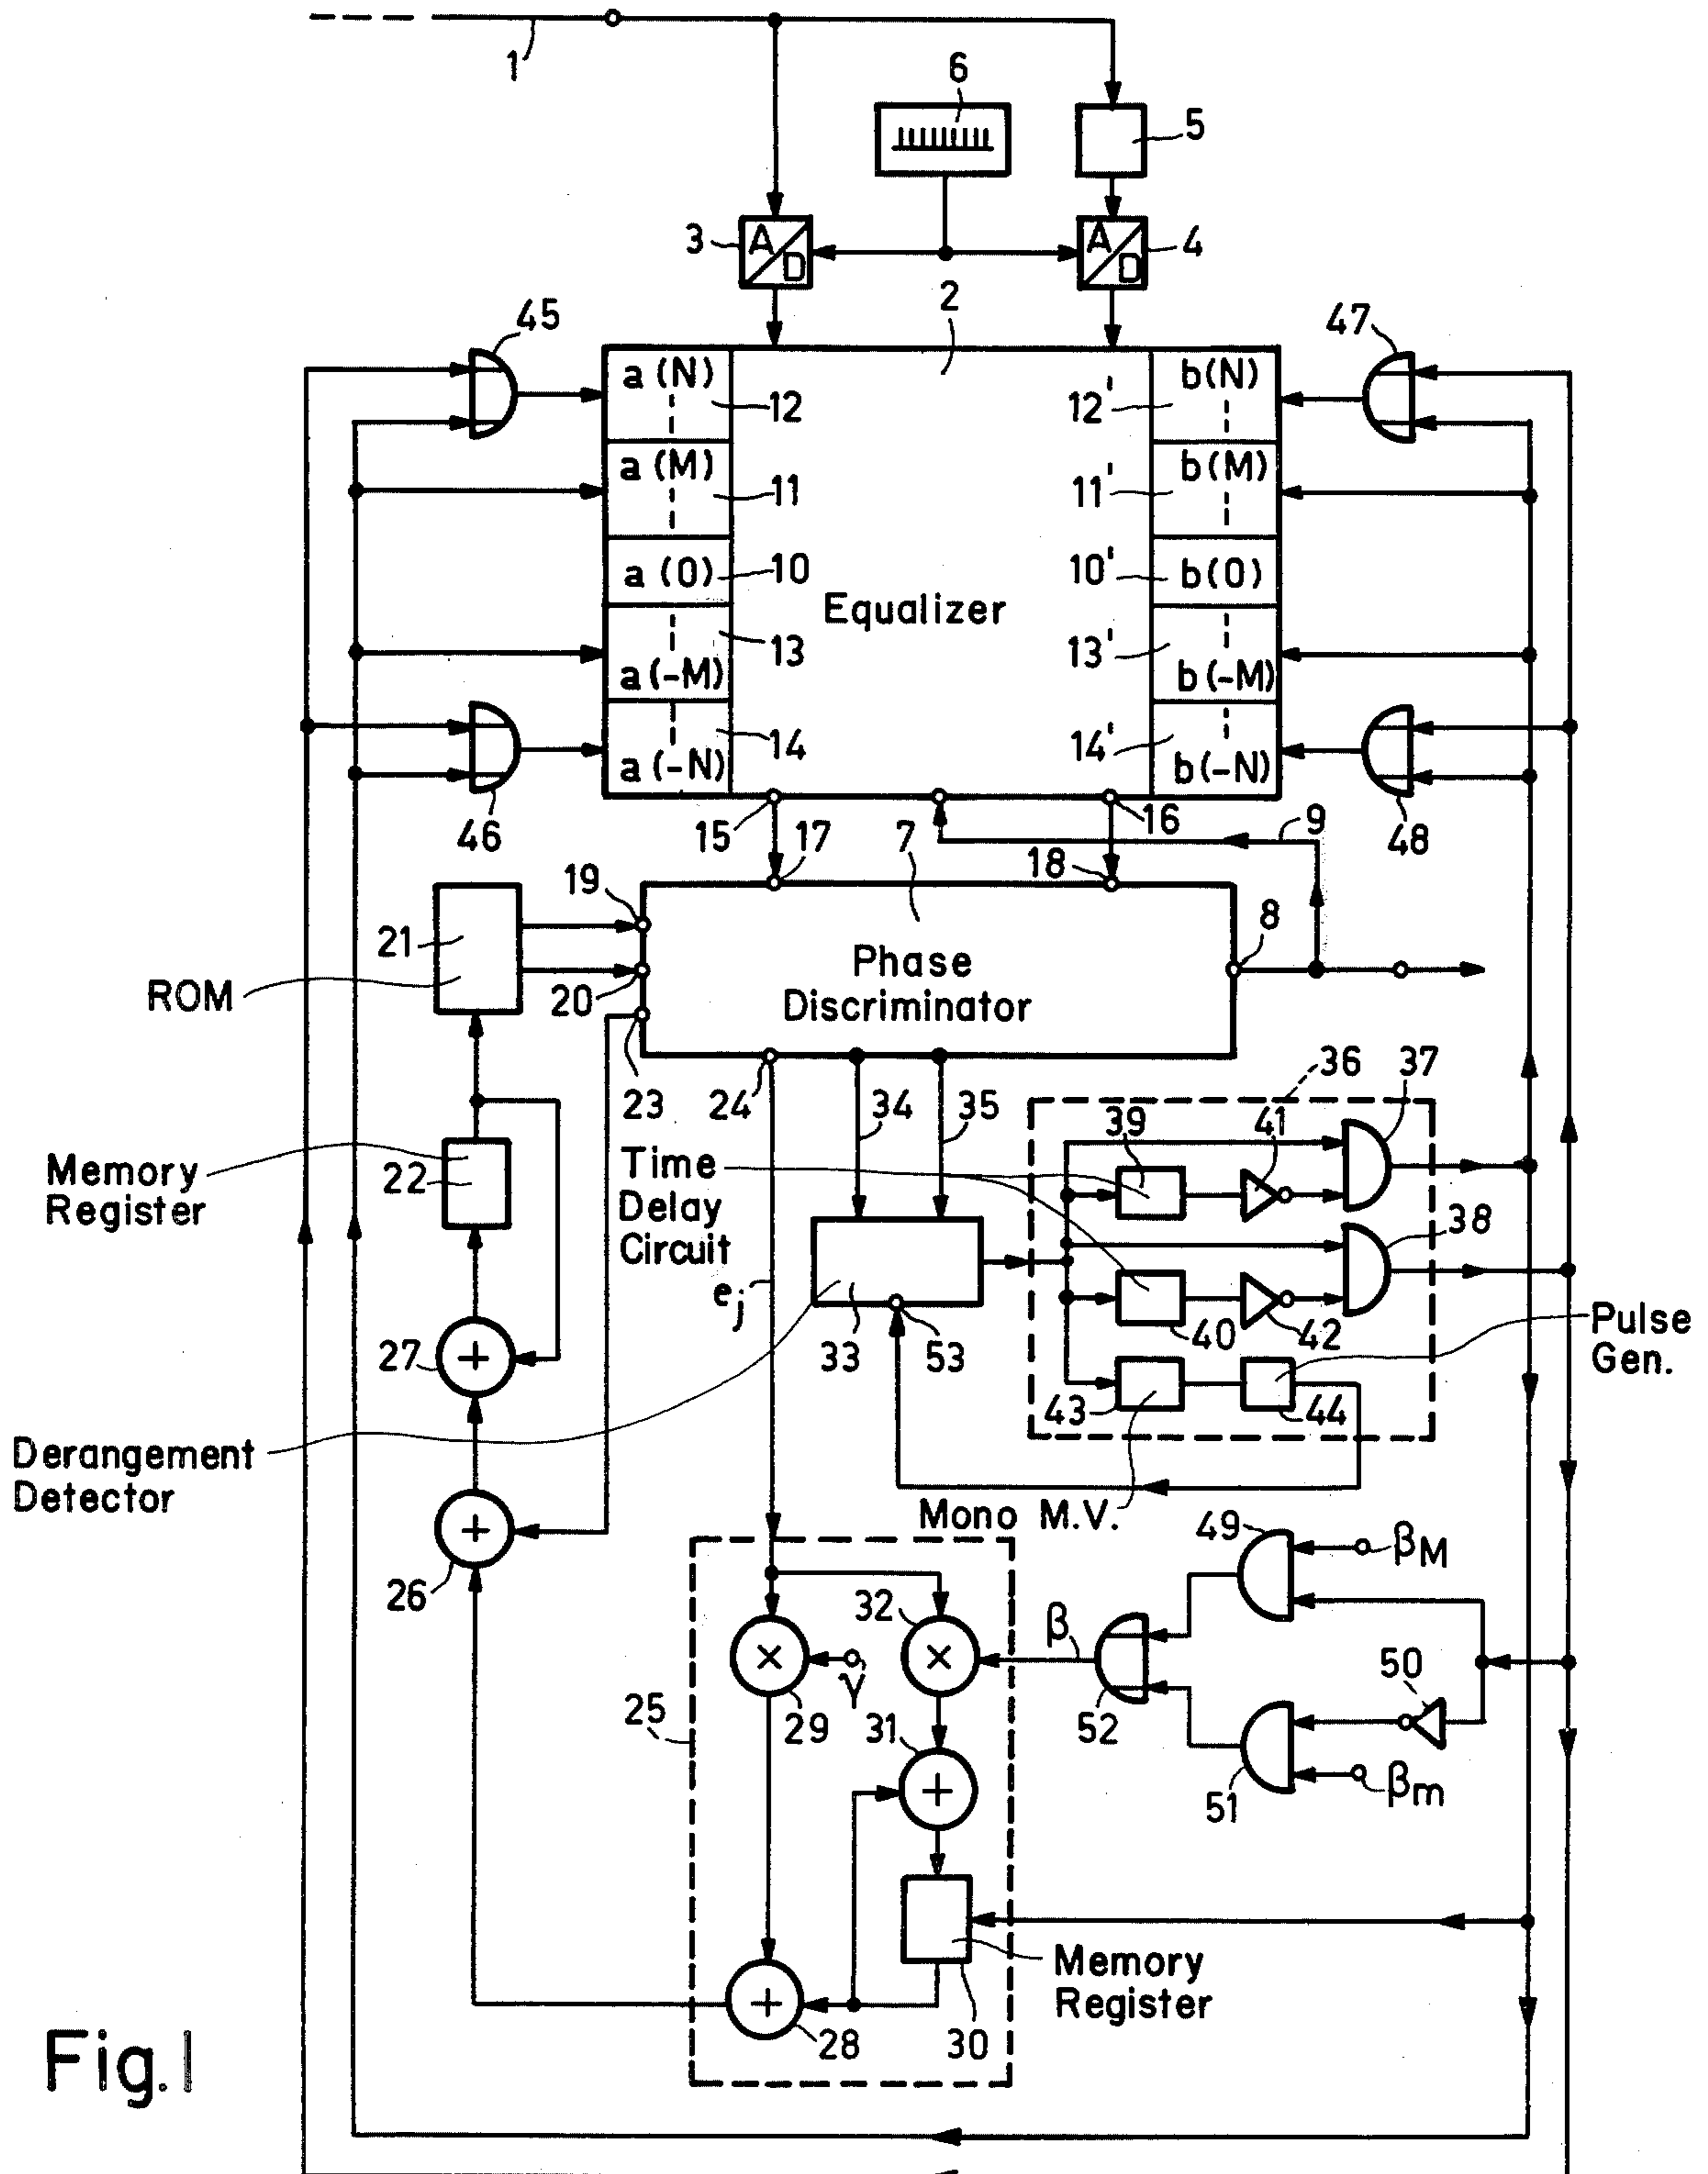 1
6
5
3
A
D
A
D
4
2
45
47
a (N)
12
12'
b(N)
a (M)
11
11'
b(M)
a (0)
10
10'
b(0)
Equalizer
13
13'
a (-M)
b(-M)
14
14'
a (-N)
b(-N)
46
15
17
7
16
9
48
18
19
8
21
ROM
20
Phase
Discriminator
23
24
34
35
36
37
39
41
Memory
Register
22
Time
Delay
Circuit
38
ej
33
53
40
42
Pulse
Gen.
27
+
43
44
Derangement
Detector
Mono M.V.
49
βM
+
26
32
β
50
×
γ
×
25
29
31
52
+
51
βm
Memory
Register
+
28
30
Fig.1